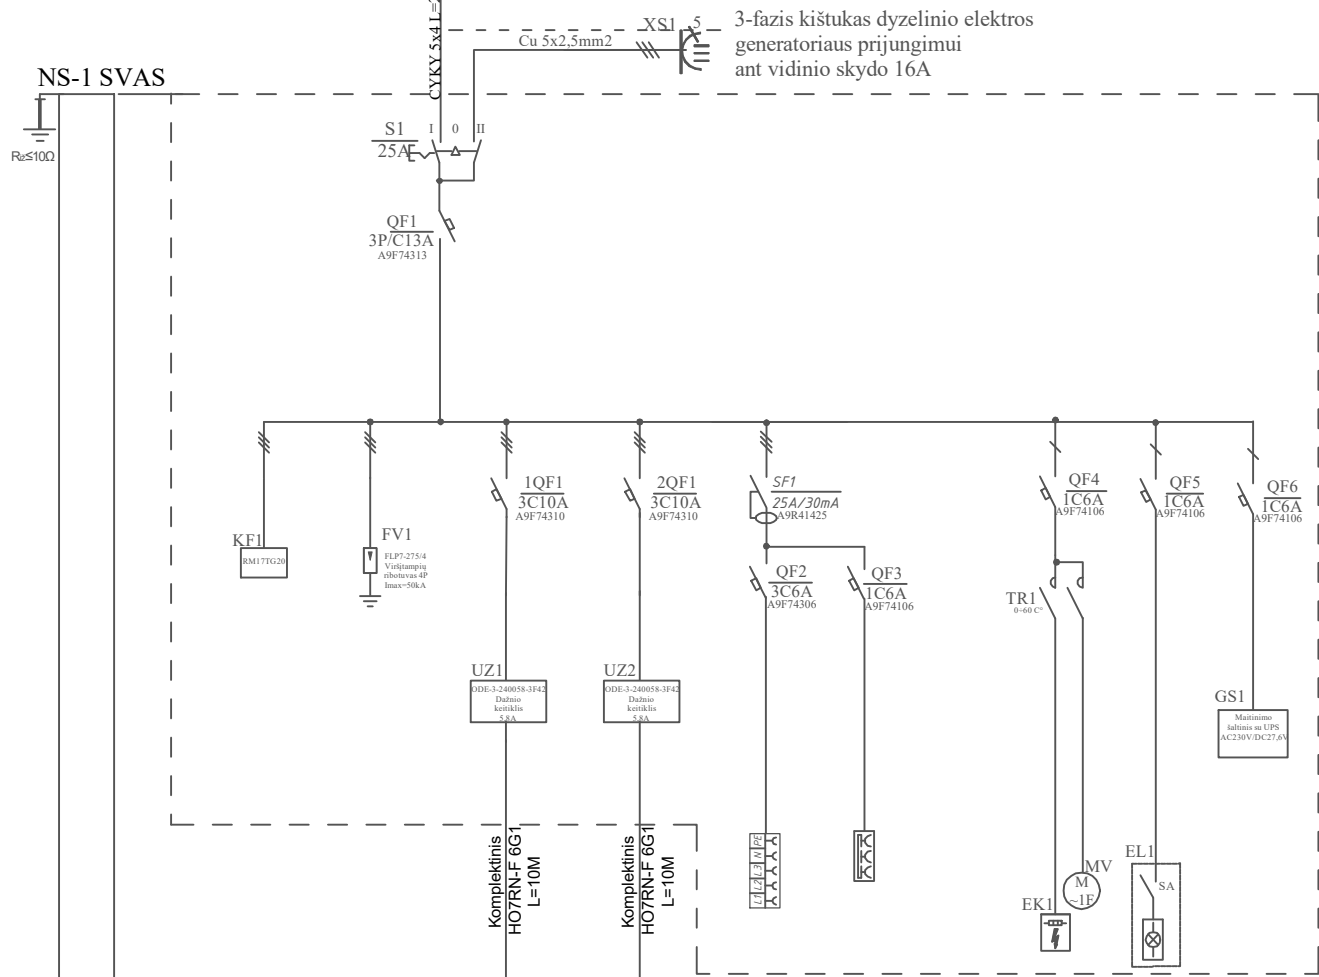 CYKY 5x4 L=
XS1
5
3-fazis kištukas dyzelinio elektros
generatoriaus prijungimui
ant vidinio skydo 16A
Cu 5x2,5mm2
NS-1 SVAS
≤10Ω
S1
25A
I 0 II
QF1
3P/C13A
A9F74313
KF1
RM17TG20
FV1
FLP7-275/4
Viršįtampių
ribotuvas 4P
Imax=50kA
1QF1
3C10A
A9F74310
2QF1
3C10A
A9F74310
SF1
25A/30mA
A9R41425
QF2
3C6A
A9F74306
QF3
1C6A
A9F74106
QF4
1C6A
A9F74106
QF5
1C6A
A9F74106
QF6
1C6A
A9F74106
TR1
0÷60 C°
UZ1
ODE-3-240058-3F42
Dažnio
keitiklis
5,8A
UZ2
ODE-3-240058-3F42
Dažnio
keitiklis
5,8A
GS1
Maitinimo
šaltinis su UPS
AC230V/DC27,6V
Komplektinis
HO7RN-F 6G1
L=10M
Komplektinis
HO7RN-F 6G1
L=10M
L1 L2 L3 N PE
EK1
MV
M
~1F
EL1
SA